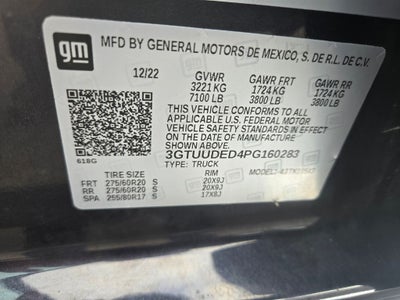 gm
MFD BY GENERAL MOTORS DE MEXICO, S. DE R.L. DE C.V.
12/22 GVWR GAWR FRT GAWR RR
3221 KG 1724 KG 1724 KG
7100 LB 3800 LB 3800 LB
THIS VEHICLE CONFORMS TO ALL
APPLICABLE U.S. FEDERAL MOTOR
VEHICLE SAFETY STANDARDS IN EFFECT
ON THE DATE OF MANUFACTURE
SHOWN ABOVE.
618G
3GTUUDED4PG160283
TYPE: TRUCK MODEL:
TIRE SIZE RIM
FRT 275/60R20 S 20X9J
RR 275/60R20 S 20X9J
SPA 255/80R17 S 17X8J